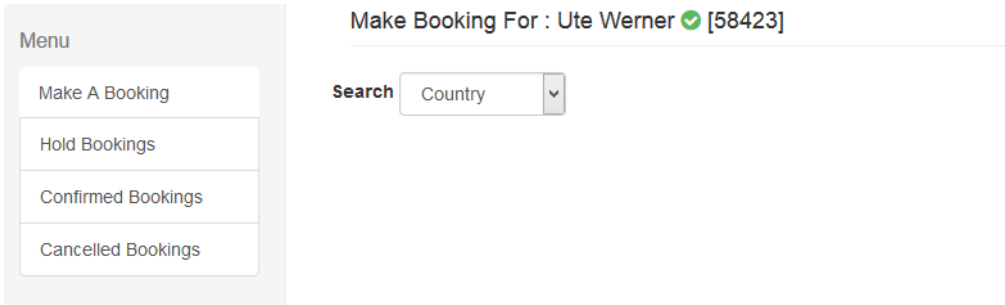 Menu
Make A Booking
Hold Bookings
Confirmed Bookings
Cancelled Bookings
Make Booking For : Ute Werner [58423]
Search Country